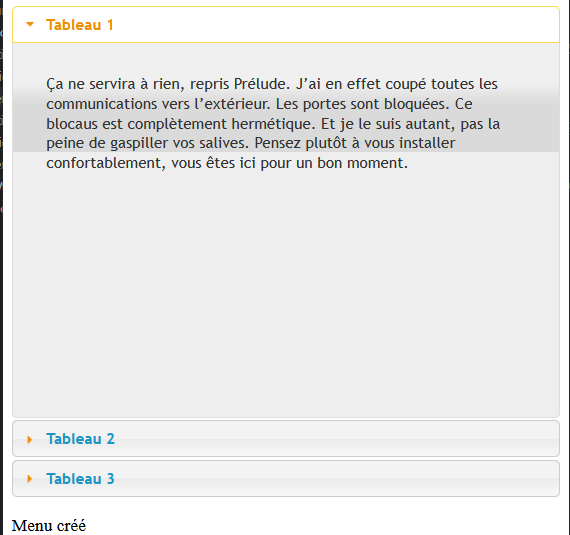 Tableau 1
Ça ne servira à rien, repris Prélude. J’ai en effet coupé toutes les
communications vers l’extérieur. Les portes sont bloquées. Ce
blocaus est complètement hermétique. Et je le suis autant, pas la
peine de gaspiller vos salives. Pensez plutôt à vous installer
confortablement, vous êtes ici pour un bon moment.
Tableau 2
Tableau 3
Menu créé